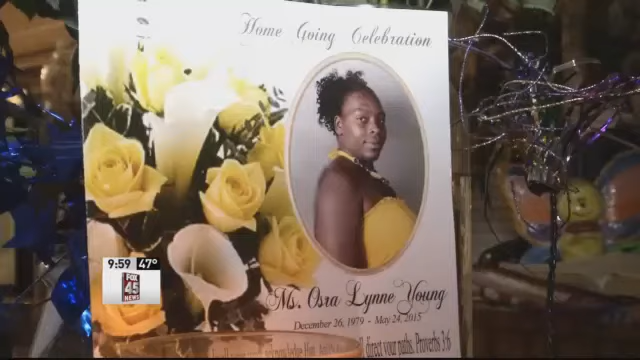 Home Going Celebration
Ms. Osra Lynne Young
December 26, 1979 - May 24, 2015
direct your paths. Proverbs 3:6
9:59 47°
FOX
45
NEWS